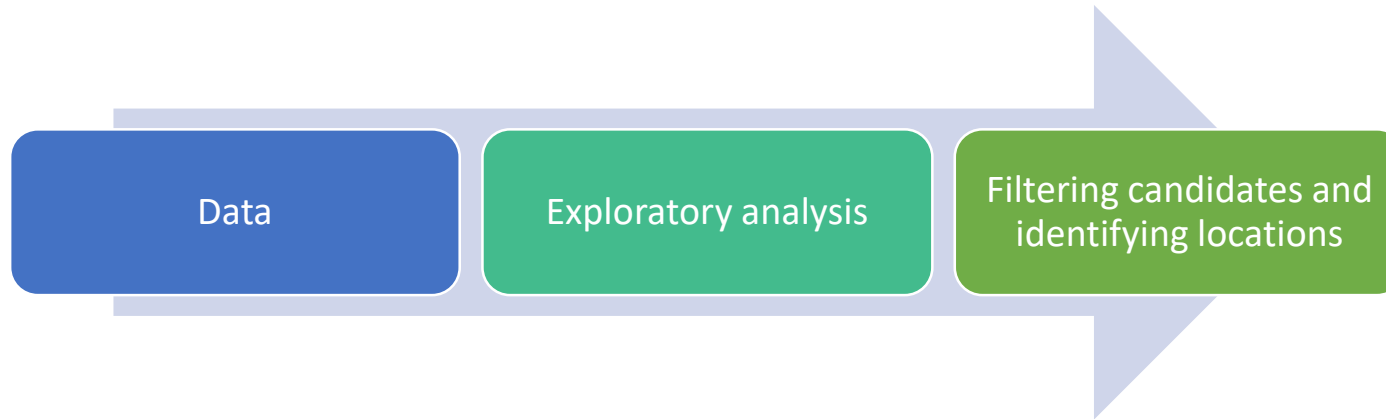 Data
Exploratory analysis
Filtering candidates and
identifying locations